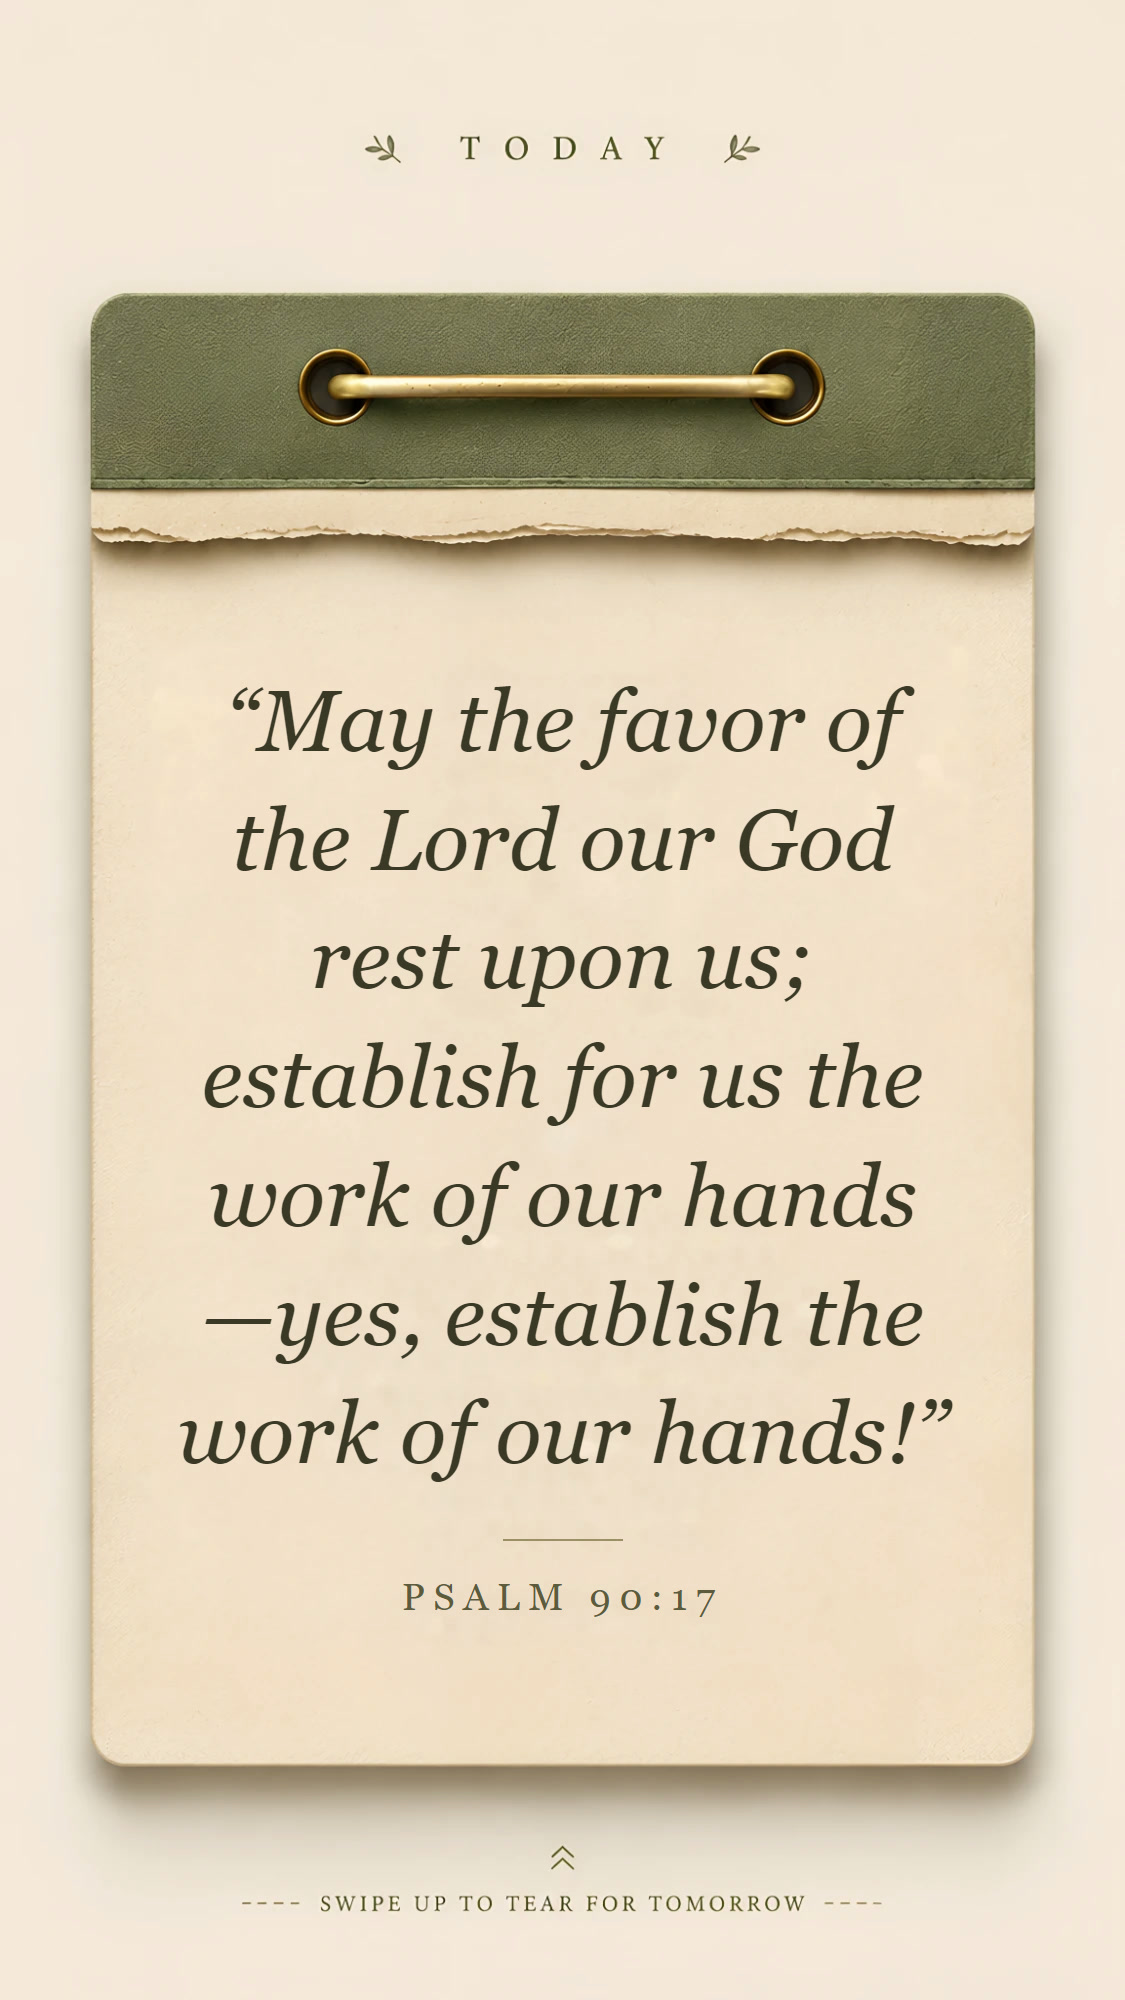 TODAY
“May the favor of
the Lord our God
rest upon us;
establish for us the
work of our hands
—yes, establish the
work of our hands!”
PSALM 90:17
SWIPE UP TO TEAR FOR TOMORROW